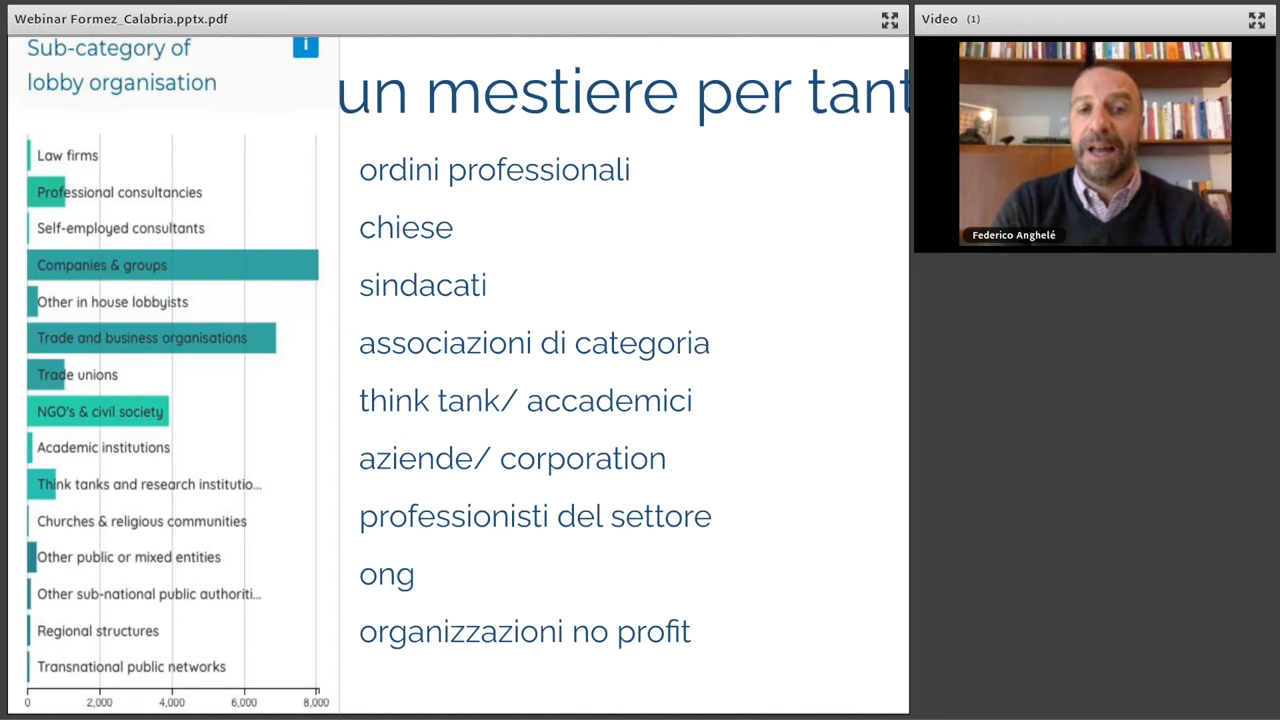 Webinar Formez_Calabria.pptx.pdf
Sub-category of
lobby organisation
i
Law firms
Professional consultancies
Self-employed consultants
Companies & groups
Other in house lobbyists
Trade and business organisations
Trade unions
NGO's & civil society
Academic institutions
Think tanks and research institutio...
Churches & religious communities
Other public or mixed entities
Other sub-national public authoriti...
Regional structures
Transnational public networks
0 2,000 4,000 6,000 8,000
un mestiere per tant
ordini professionali
chiese
sindacati
associazioni di categoria
think tank/ accademici
aziende/ corporation
professionisti del settore
ong
organizzazioni no profit
Video (1)
Federico Anghelé